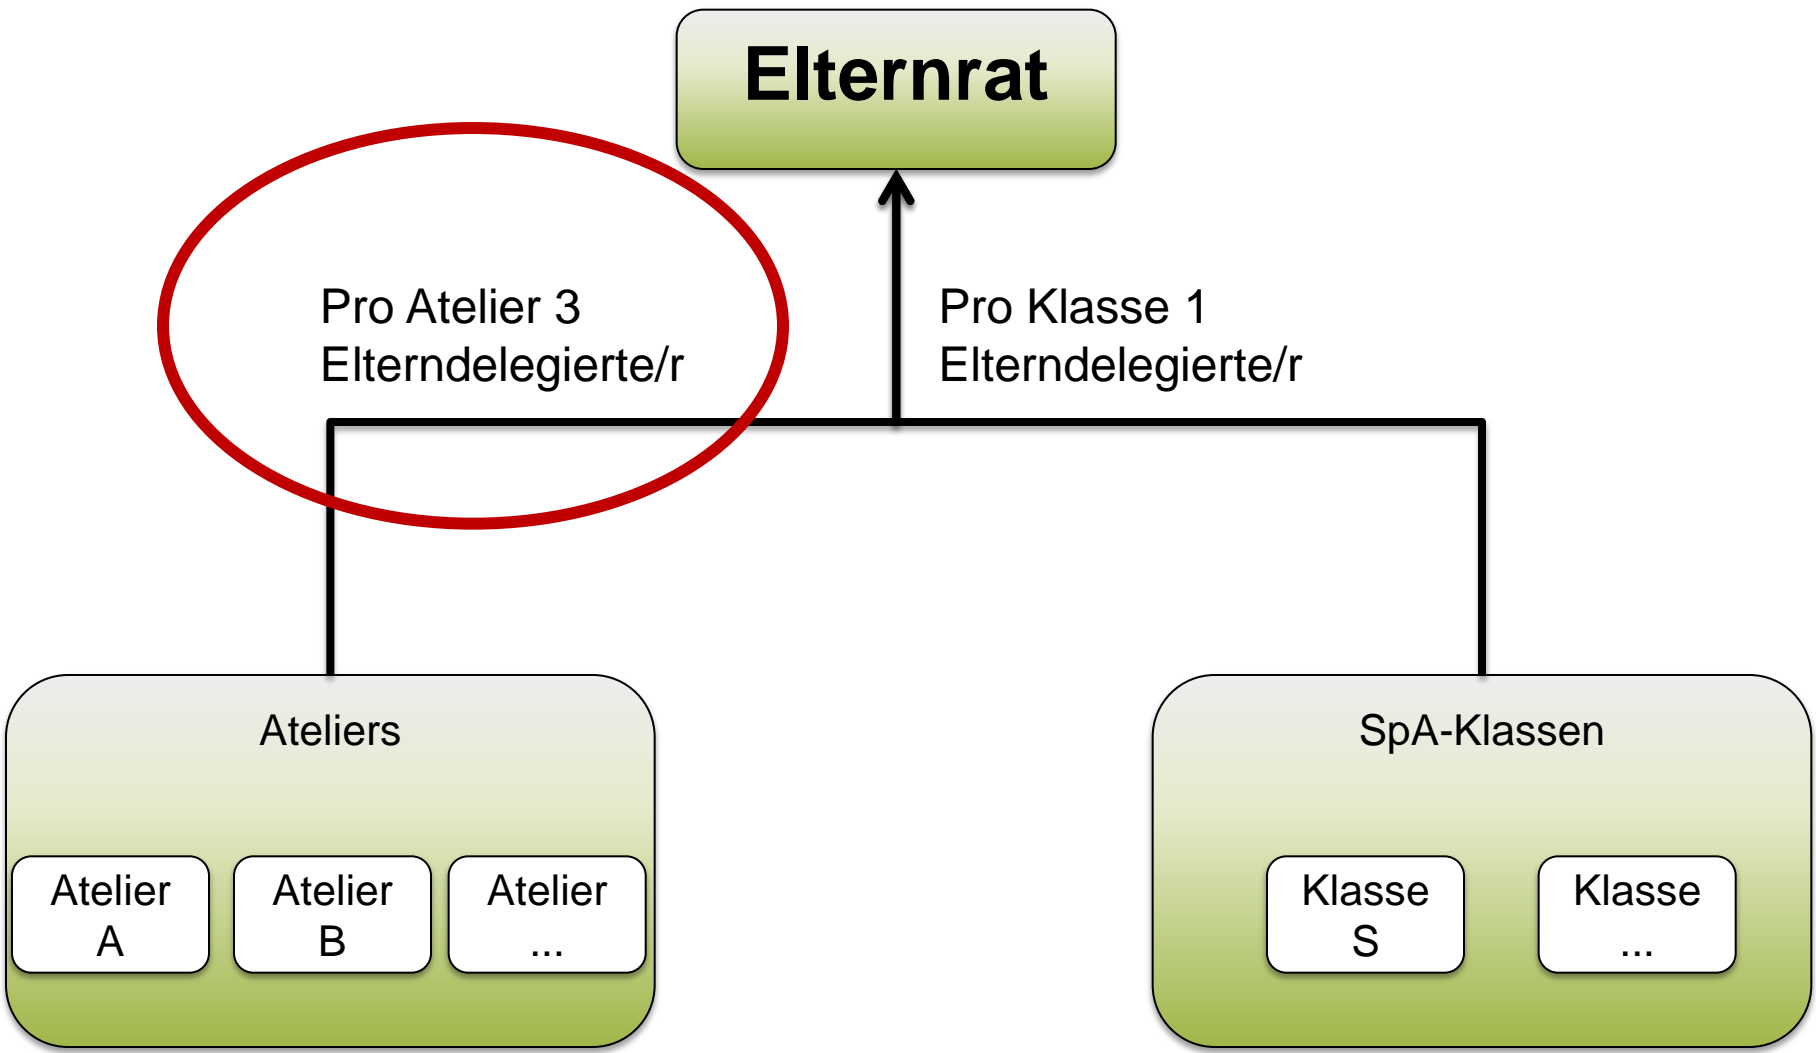 Elternrat
Pro Atelier 3
Elterndelegierte/r
Pro Klasse 1
Elterndelegierte/r
Ateliers
Atelier
A
Atelier
B
Atelier
...
SpA-Klassen
Klasse
S
Klasse
...